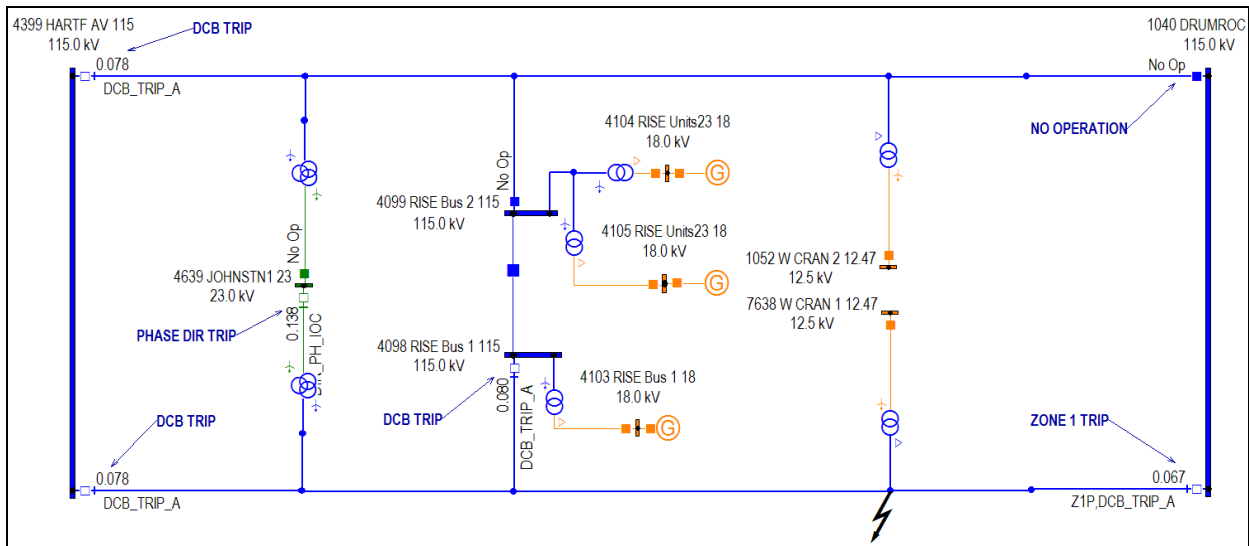 4399 HARTF AV 115
115.0 kV
DCB TRIP
0.078
DCB_TRIP_A
1040 DRUMROC
115.0 kV
No Op
NO OPERATION
4104 RISE Units23 18
18.0 kV
G
No Op
4099 RISE Bus 2 115
115.0 kV
4105 RISE Units23 18
18.0 kV
G
No Op
4639 JOHNSTN1 23
23.0 kV
1052 W CRAN 2 12.47
12.5 kV
7638 W CRAN 1 12.47
12.5 kV
PHASE DIR TRIP
0.138
DIR_PH_IOC
4098 RISE Bus 1 115
115.0 kV
4103 RISE Bus 1 18
18.0 kV
G
DCB TRIP
0.080
DCB_TRIP_A
DCB TRIP
0.078
DCB_TRIP_A
ZONE 1 TRIP
0.067
Z1P,DCB_TRIP_A